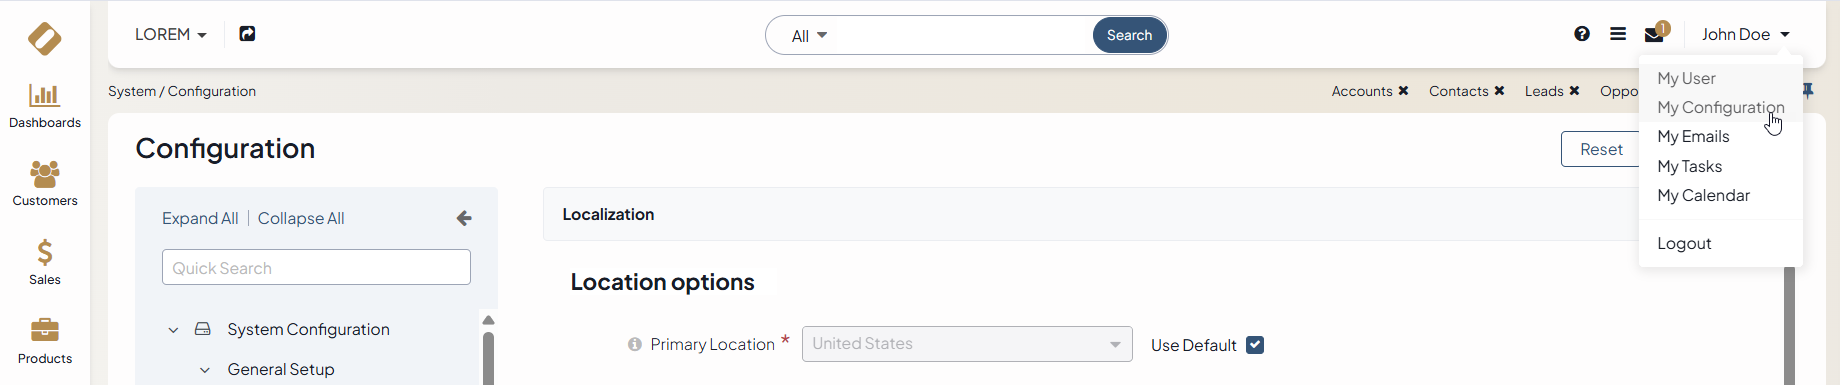 LOREM
All
Search
1
John Doe
My User
My Configuration
My Emails
My Tasks
My Calendar
Logout
Dashboards
Customers
Sales
Products
System / Configuration
Accounts ✖ Contacts ✖ Leads ✖ Oppo
Configuration
Reset
Expand All | Collapse All
Quick Search
System Configuration
General Setup
Localization
Location options
Primary Location * United States Use Default